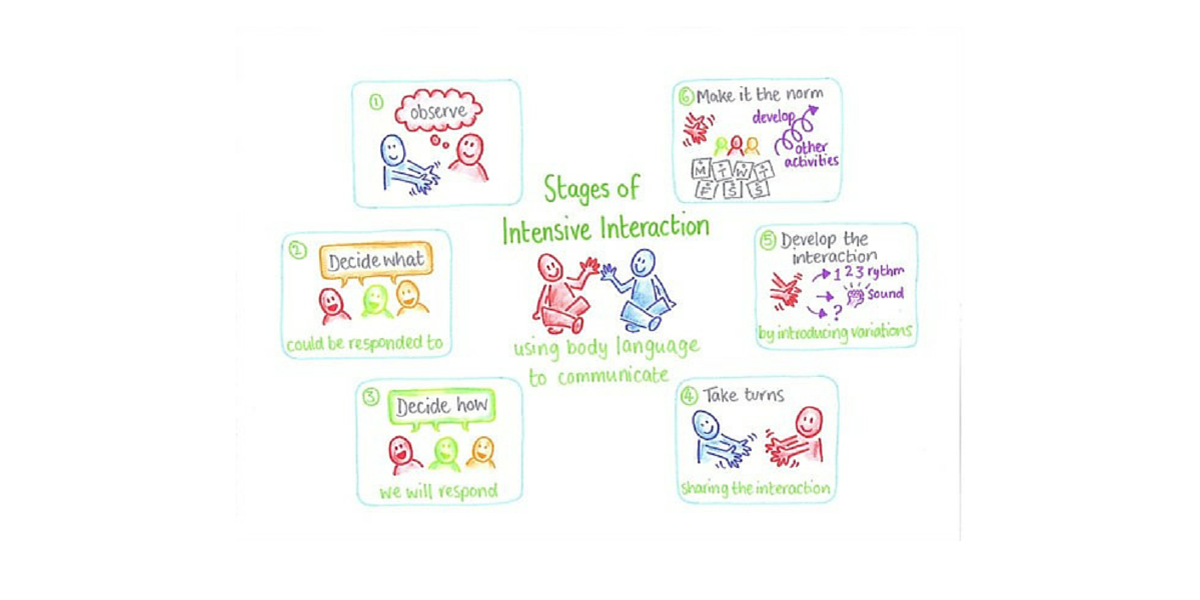 Stages of
Intensive Interaction
using body language
to communicate
1
observe
2
Decide what
could be responded to
3
Decide how
we will respond
4 Take turns
sharing the interaction
5 Develop the
interaction
1 2 3 rythm
sound
?
by introducing variations
6 Make it the norm
develop
other
activities
M T W T
F S S